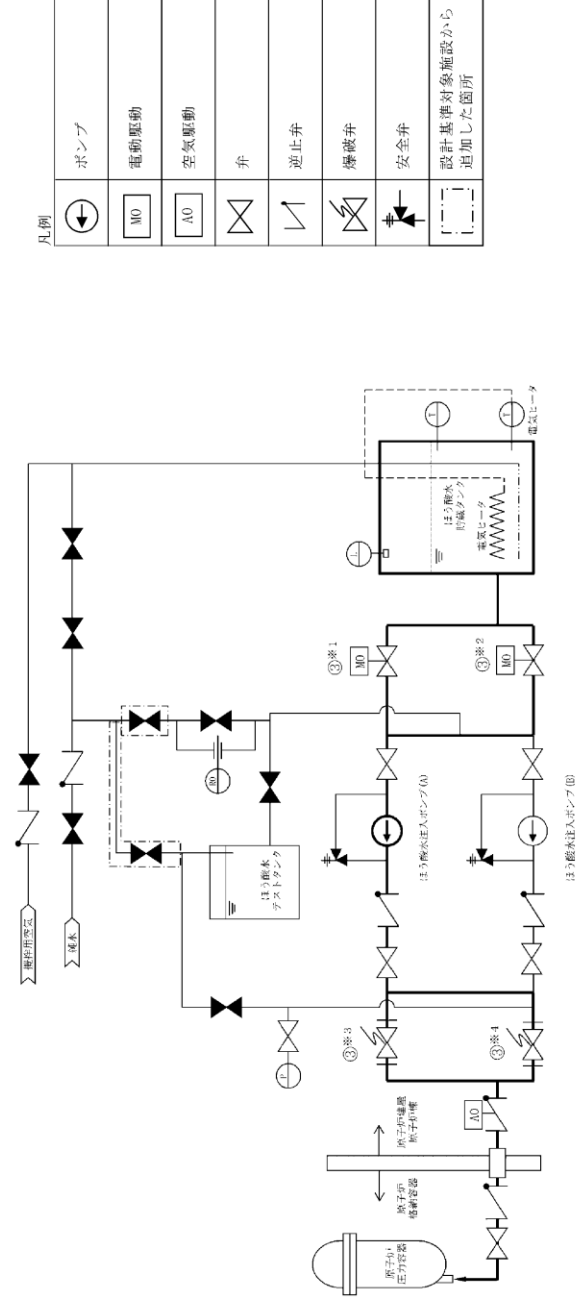 凡例
ポンプ
MO
電動駆動
AO
空気駆動
弁
逆止弁
爆破弁
安全弁
設計基準対象施設から
追加した箇所
攪拌用空気
純水
RO
ほう酸水
テストタンク
P
L
ほう酸水
貯蔵タンク
電気ヒータ
T
T
電気ヒータ
③※1
MO
③※2
MO
ほう酸水注入ポンプ(A)
ほう酸水注入ポンプ(B)
③※3
③※4
AO
原子炉建屋
原子炉棟
原子炉
格納容器
原子炉
圧力容器